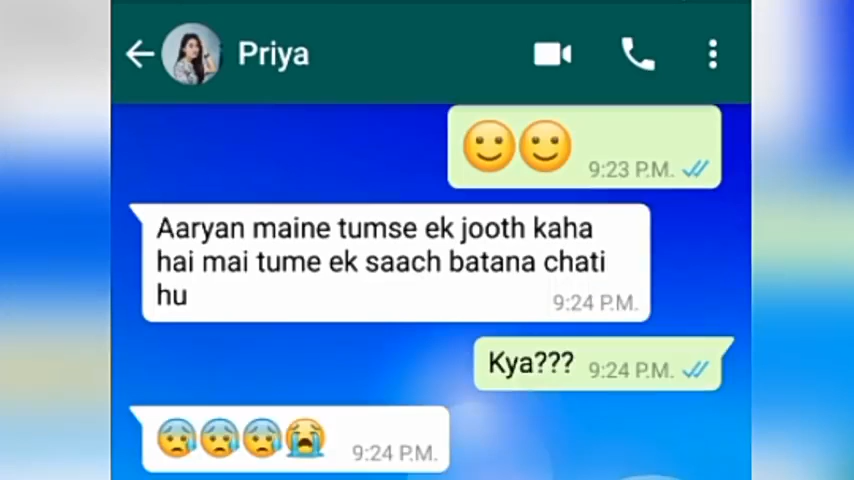 Priya
🙂🙂 9:23 P.M.
Aaryan maine tumse ek jooth kaha
hai mai tume ek saach batana chati
hu 9:24 P.M.
Kya??? 9:24 P.M.
😰😰😰😭 9:24 P.M.